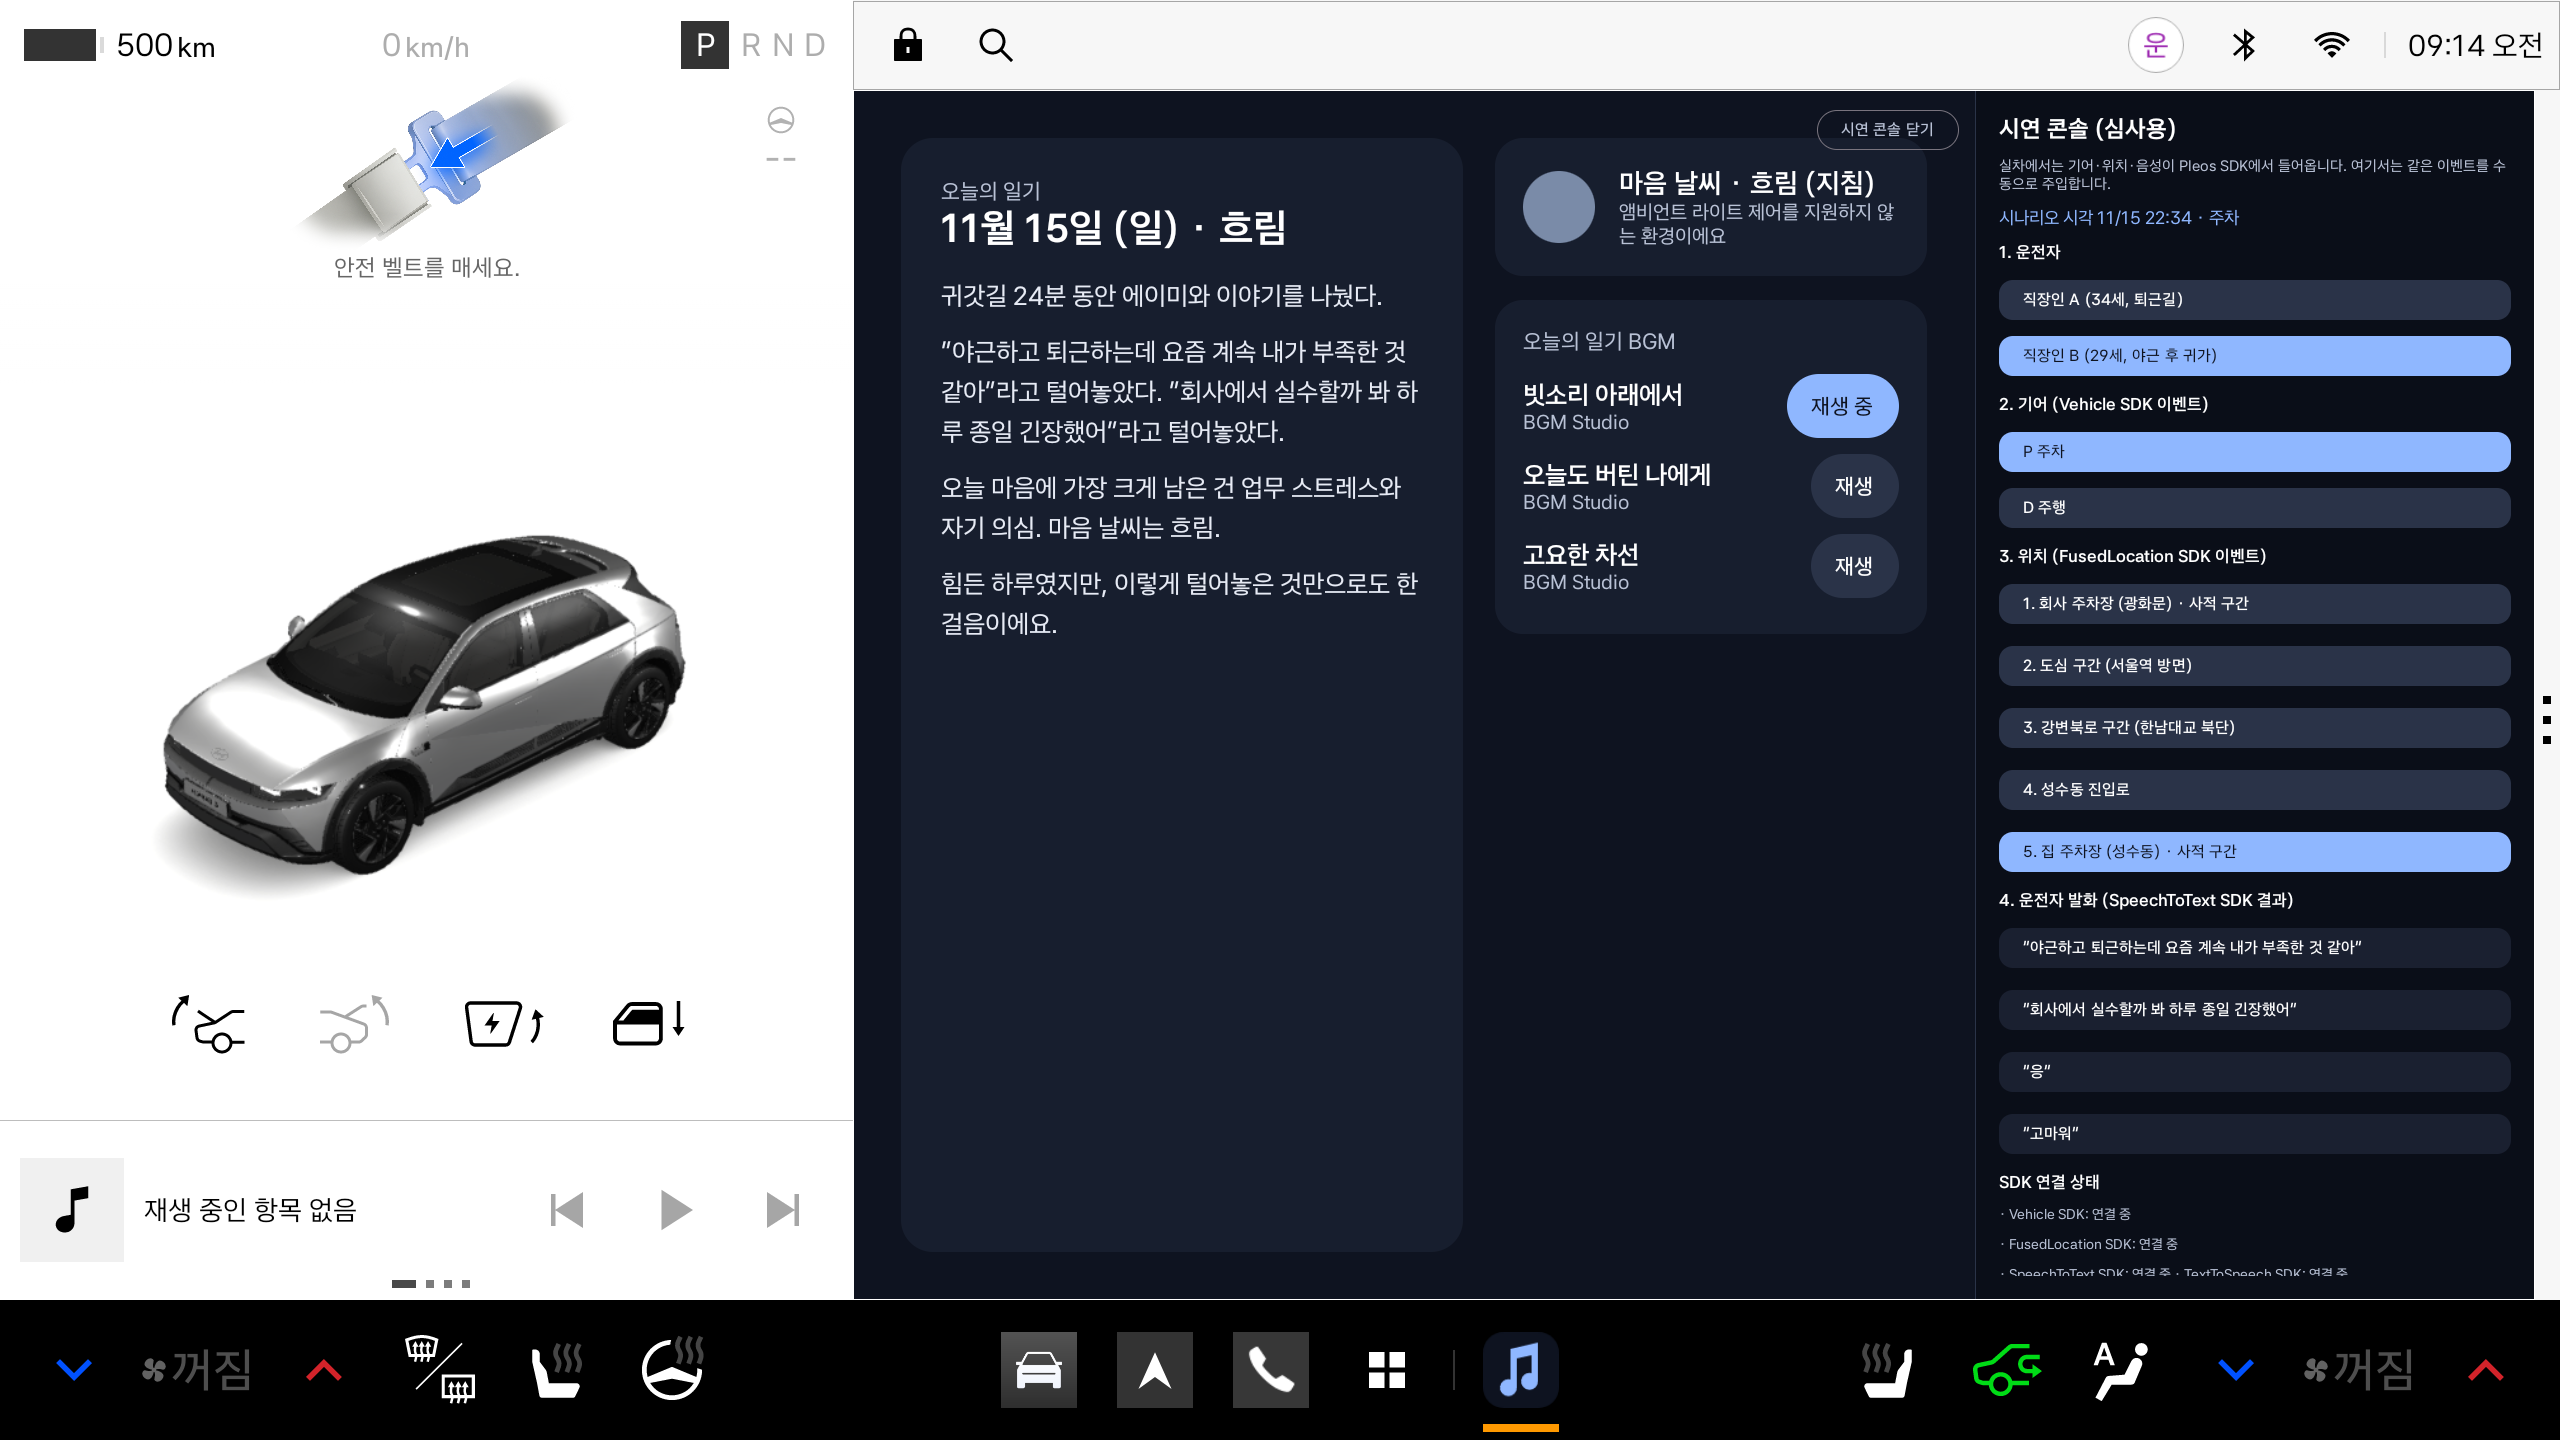 500 km
0 km/h
P R N D
안전 벨트를 매세요.
재생 중인 항목 없음
운
09:14 오전
시연 콘솔 닫기
오늘의 일기
11월 15일 (일) · 흐림
귀갓길 24분 동안 에이미와 이야기를 나눴다.
"야근하고 퇴근하는데 요즘 계속 내가 부족한 것
같아"라고 털어놓았다. "회사에서 실수할까 봐 하
루 종일 긴장했어"라고 털어놓았다.
오늘 마음에 가장 크게 남은 건 업무 스트레스와
자기 의심. 마음 날씨는 흐림.
힘든 하루였지만, 이렇게 털어놓은 것만으로도 한
걸음이에요.
마음 날씨 · 흐림 (지침)
앰비언트 라이트 제어를 지원하지 않
는 환경이에요
오늘의 일기 BGM
빗소리 아래에서
BGM Studio
재생 중
오늘도 버틴 나에게
BGM Studio
재생
고요한 차선
BGM Studio
재생
시연 콘솔 (심사용)
실차에서는 기어·위치·음성이 Pleos SDK에서 들어옵니다. 여기서는 같은 이벤트를 수
동으로 주입합니다.
시나리오 시각 11/15 22:34 · 주차
1. 운전자
직장인 A (34세, 퇴근길)
직장인 B (29세, 야근 후 귀가)
2. 기어 (Vehicle SDK 이벤트)
P 주차
D 주행
3. 위치 (FusedLocation SDK 이벤트)
1. 회사 주차장 (광화문) · 사적 구간
2. 도심 구간 (서울역 방면)
3. 강변북로 구간 (한남대교 북단)
4. 성수동 진입로
5. 집 주차장 (성수동) · 사적 구간
4. 운전자 발화 (SpeechToText SDK 결과)
"야근하고 퇴근하는데 요즘 계속 내가 부족한 것 같아"
"회사에서 실수할까 봐 하루 종일 긴장했어"
"응"
"고마워"
SDK 연결 상태
· Vehicle SDK: 연결 중
· FusedLocation SDK: 연결 중
· SpeechToText SDK: 연결 중 · TextToSpeech SDK: 연결 중
꺼짐
A
꺼짐